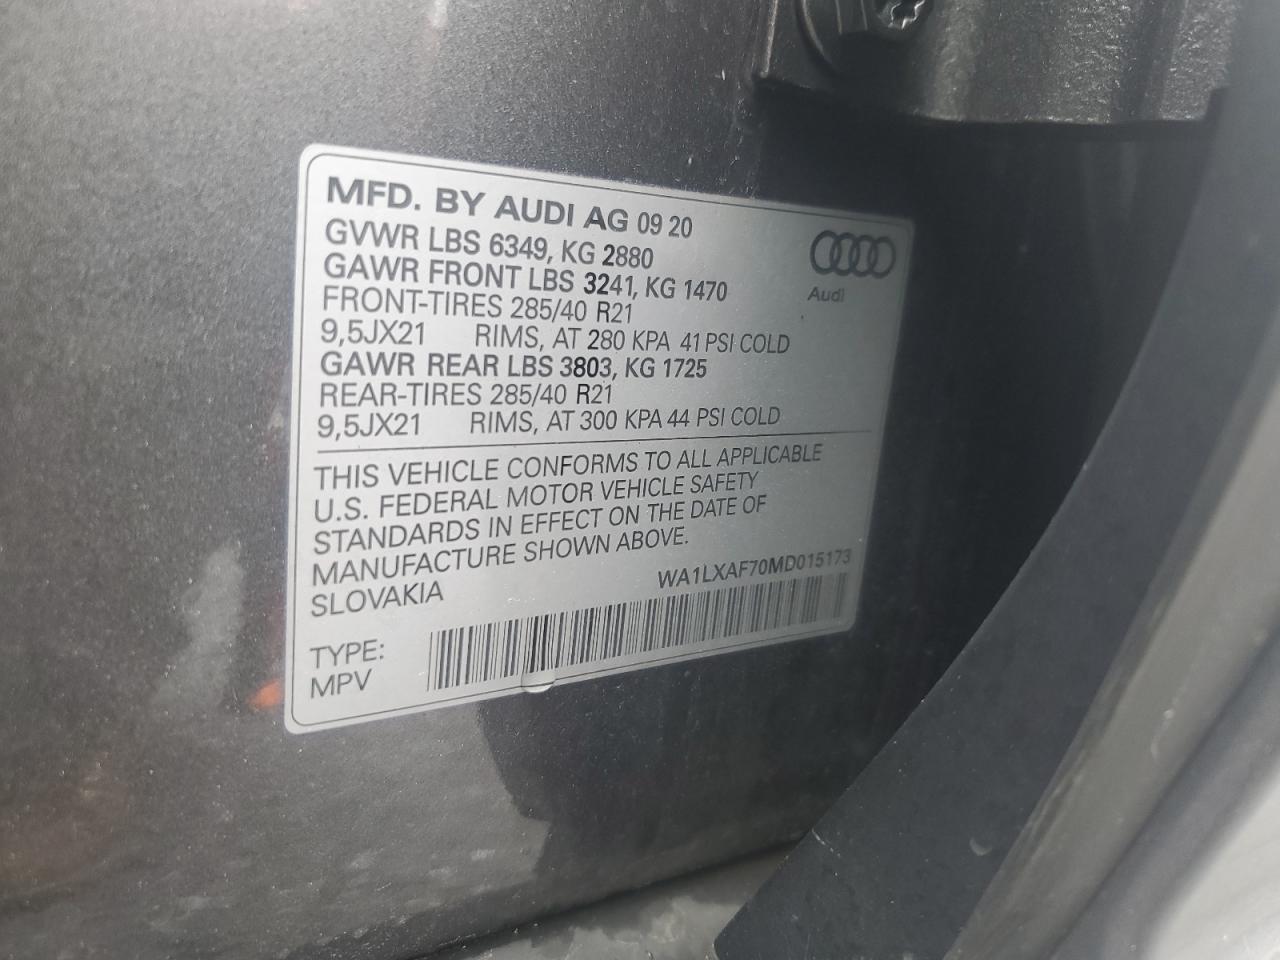 MFD. BY AUDI AG 09 20
GVWR LBS 6349, KG 2880
GAWR FRONT LBS 3241, KG 1470
FRONT-TIRES 285/40 R21
9,5JX21 RIMS, AT 280 KPA 41 PSI COLD
GAWR REAR LBS 3803, KG 1725
REAR-TIRES 285/40 R21
9,5JX21 RIMS, AT 300 KPA 44 PSI COLD
Audi
THIS VEHICLE CONFORMS TO ALL APPLICABLE
U.S. FEDERAL MOTOR VEHICLE SAFETY
STANDARDS IN EFFECT ON THE DATE OF
MANUFACTURE SHOWN ABOVE.
SLOVAKIA
WA1LXAF70MD015173
TYPE:
MPV